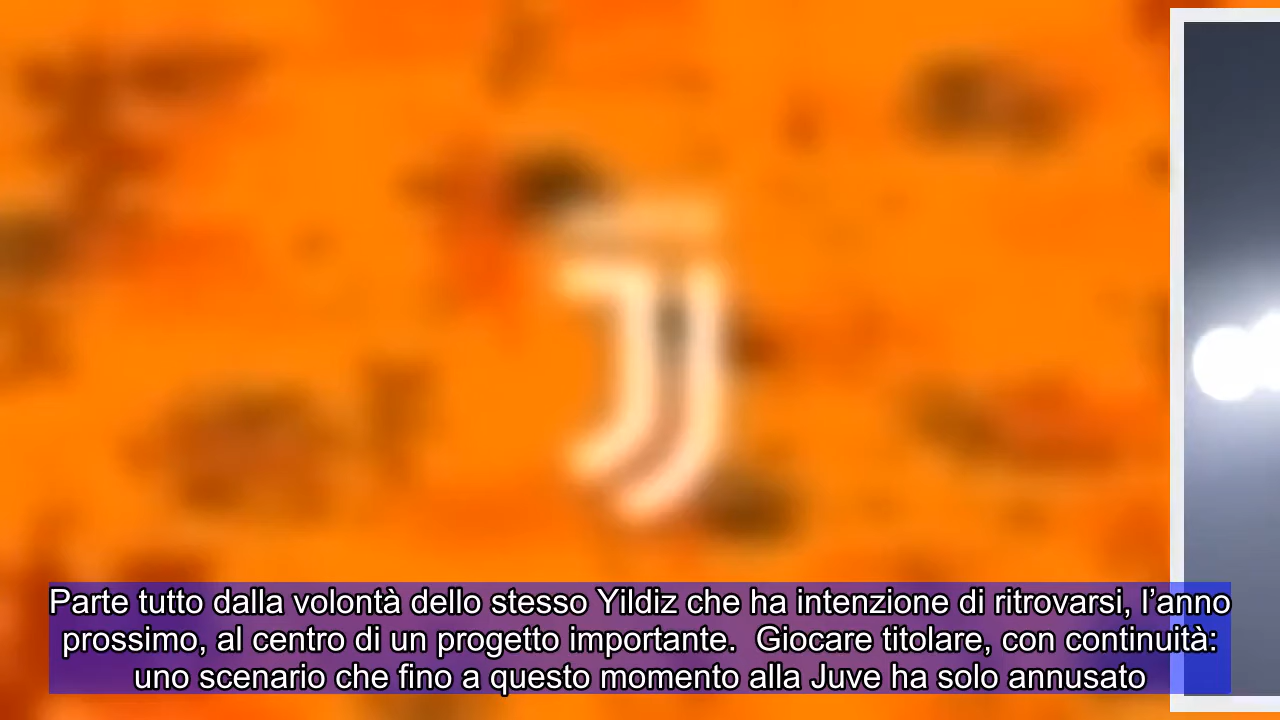 Parte tutto dalla volontà dello stesso Yildiz che ha intenzione di ritrovarsi, l’anno
prossimo, al centro di un progetto importante.  Giocare titolare, con continuità:
uno scenario che fino a questo momento alla Juve ha solo annusato